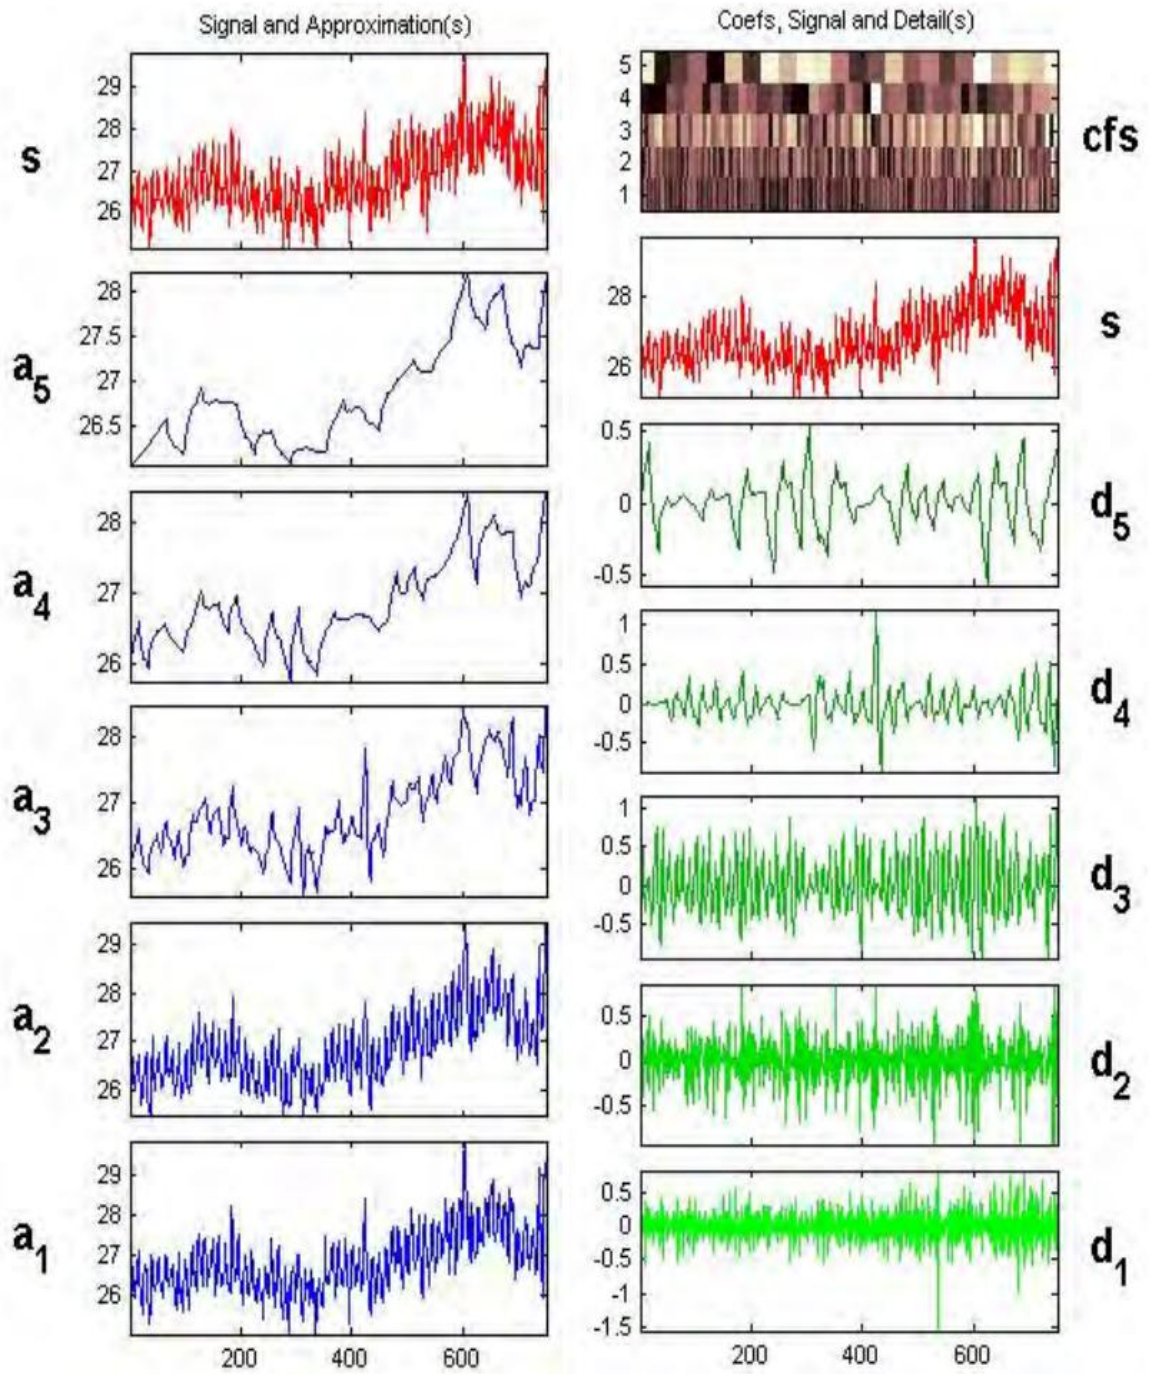 Signal and Approximation(s)
s
29
28
27
26
a5
28
27.5
27
26.5
a4
28
27
26
a3
28
27
26
a2
29
28
27
26
a1
29
28
27
26
200 400 600
Coefs, Signal and Detail(s)
cfs
5
4
3
2
1
s
28
26
d5
0.5
0
-0.5
d4
1
0.5
0
-0.5
d3
1
0.5
0
-0.5
d2
0.5
0
-0.5
d1
0.5
0
-0.5
-1
-1.5
200 400 600